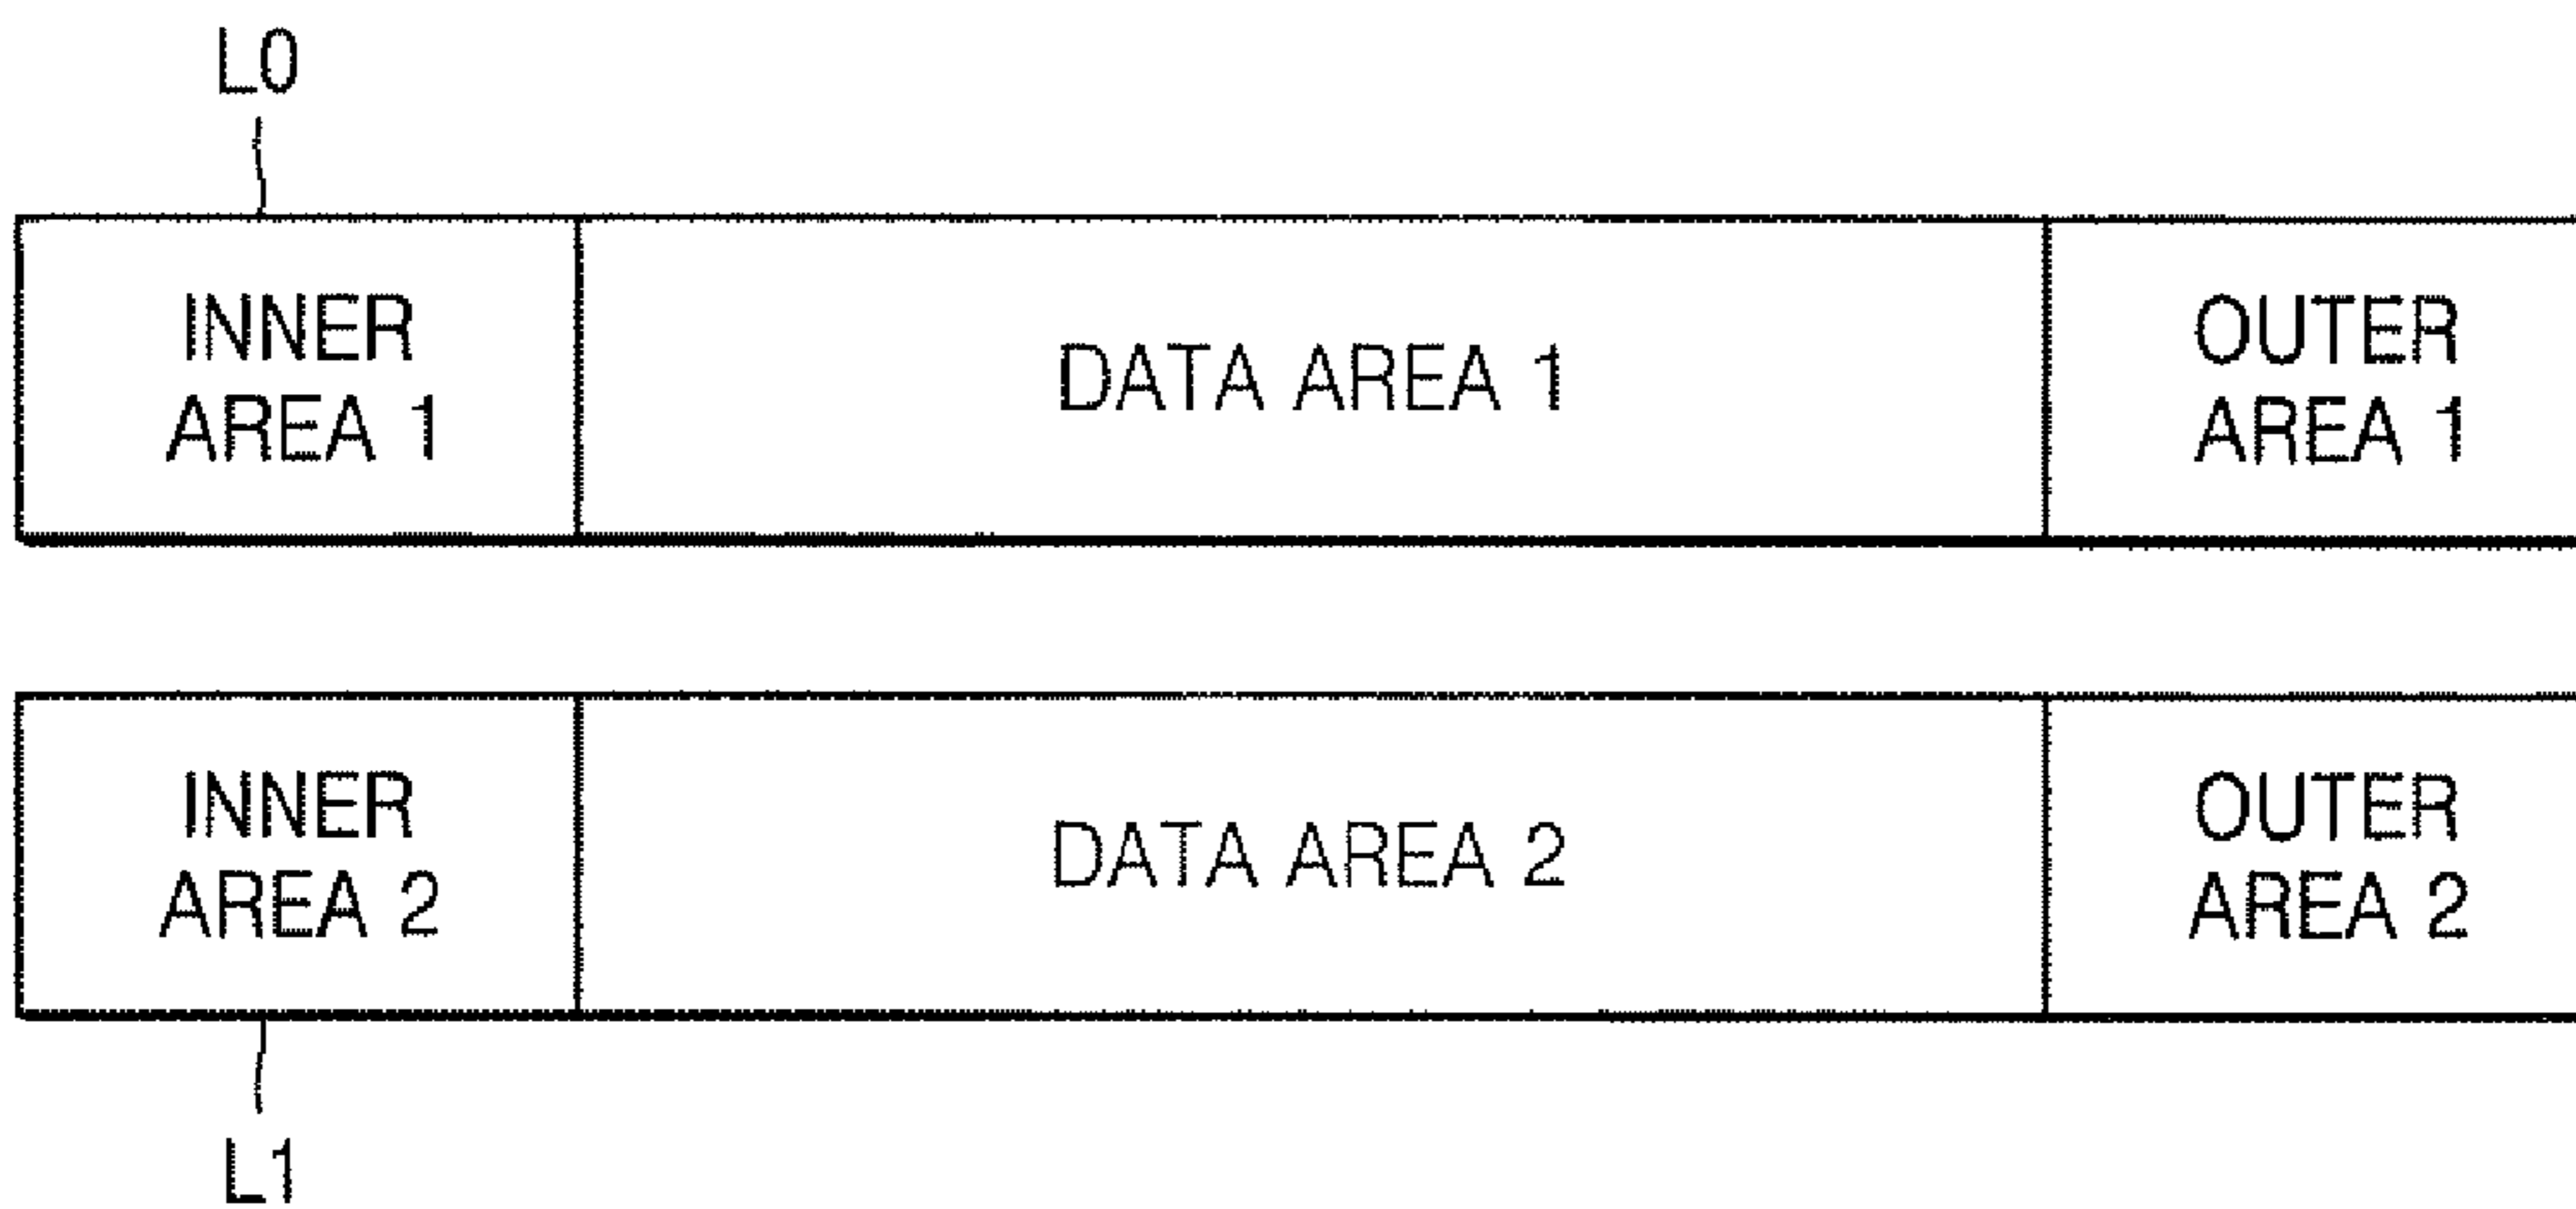 L0
INNER
AREA 1
DATA AREA 1
OUTER
AREA 1
INNER
AREA 2
DATA AREA 2
OUTER
AREA 2
L1